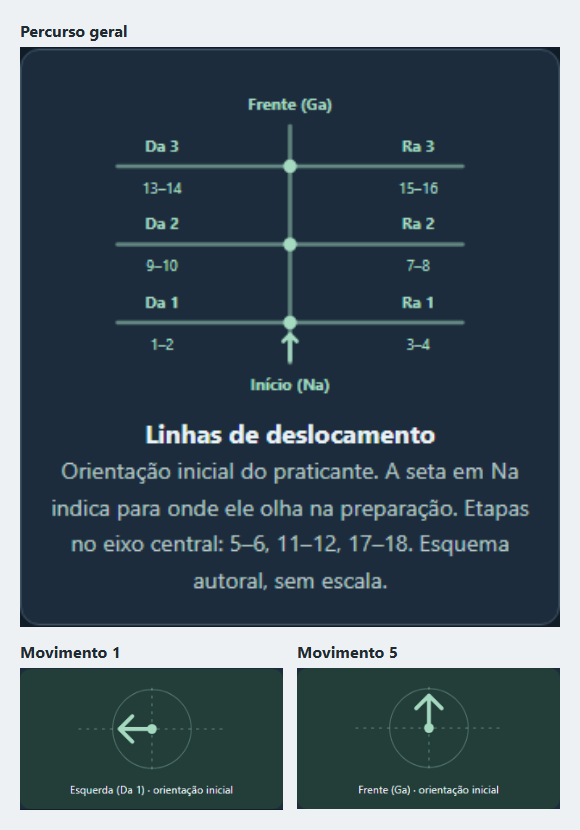 Percurso geral
Frente (Ga)
Da 3
Ra 3
13–14
15–16
Da 2
Ra 2
9–10
7–8
Da 1
Ra 1
1–2
3–4
Início (Na)
Linhas de deslocamento
Orientação inicial do praticante. A seta em Na
indica para onde ele olha na preparação. Etapas
no eixo central: 5–6, 11–12, 17–18. Esquema
autoral, sem escala.
Movimento 1
Movimento 5
Esquerda (Da 1) · orientação inicial
Frente (Ga) · orientação inicial